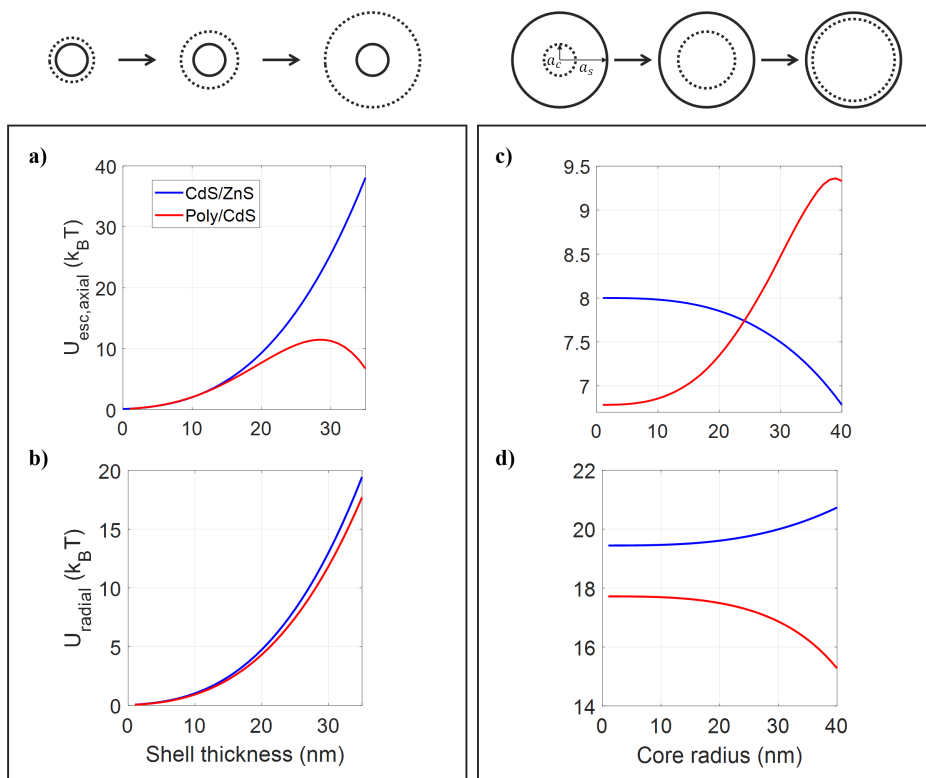 a_c
a_s
a)
40
30
20
10
0
0 10 20 30
U_esc,axial (k_B T)
CdS/ZnS
Poly/CdS
b)
20
15
10
5
0
0 10 20 30
U_radial (k_B T)
Shell thickness (nm)
c)
9.5
9
8.5
8
7.5
7
0 10 20 30 40
d)
22
20
18
16
14
0 10 20 30 40
Core radius (nm)